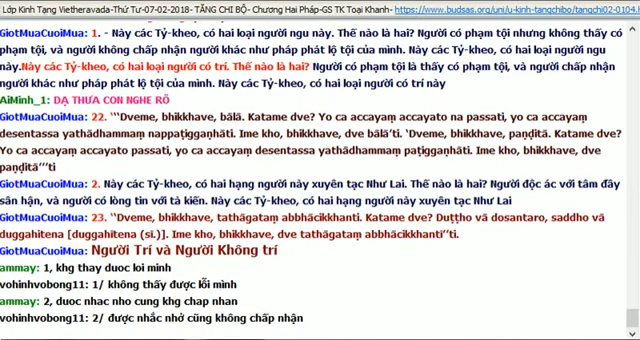 Lớp Kinh Tạng Vietheravada-Thứ Tư-07-02-2018- TĂNG CHI BỘ- Chương Hai Pháp-GS TK Toại Khanh- https://www.budsas.org/uni/u-kinh-tangchibo/tangchi02-0104.h
GiotMuaCuoiMua: 1. - Này các Tỷ-kheo, có hai loại người ngu này. Thế nào là hai? Người có phạm tội nhưng không thấy có
phạm tội, và người không chấp nhận người khác như pháp phát lộ tội của mình. Này các Tỷ-kheo, có hai loại người ngu
này.Này các Tỷ-kheo, có hai loại người có trí. Thế nào là hai? Người có phạm tội là thấy có phạm tội, và người chấp nhận
người khác như pháp phát lộ tội của mình. Này các Tỷ-kheo, có hai loại người có trí này
AiMinh_1: DẠ THƯA CON NGHE RÕ
GiotMuaCuoiMua: 22. ‘‘‘Dveme, bhikkhave, bālā. Katame dve? Yo ca accayaṃ accayato na passati, yo ca accayaṃ
desentassa yathādhammaṃ nappaṭiggaṇhāti. Ime kho, bhikkhave, dve bālā’ti. ‘Dveme, bhikkhave, paṇḍitā. Katame dve?
Yo ca accayaṃ accayato passati, yo ca accayaṃ desentassa yathādhammaṃ paṭiggaṇhāti. Ime kho, bhikkhave, dve
paṇḍitā’’’ti
GiotMuaCuoiMua: 2. Này các Tỷ-kheo, có hai hạng người này xuyên tạc Như Lai. Thế nào là hai? Người độc ác với tâm đầy
sân hận, và người có lòng tin với tà kiến. Này các Tỷ-kheo, có hai hạng người này xuyên tạc Như Lai
GiotMuaCuoiMua: 23. ‘‘Dveme, bhikkhave, tathāgataṃ abbhācikkhanti. Katame dve? Duṭṭho vā dosantaro, saddho vā
duggahitena [duggahītena (sī.)]. Ime kho, bhikkhave, dve tathāgataṃ abbhācikkhantī’’ti.
GiotMuaCuoiMua: Người Trí và Người Không trí
ammay: 1, khg thay duoc loi minh
vohinhvobong11: 1/ không thấy được lỗi mình
ammay: 2, duoc nhac nho cung khg chap nhan
vohinhvobong11: 2/ được nhắc nhở cũng không chấp nhận